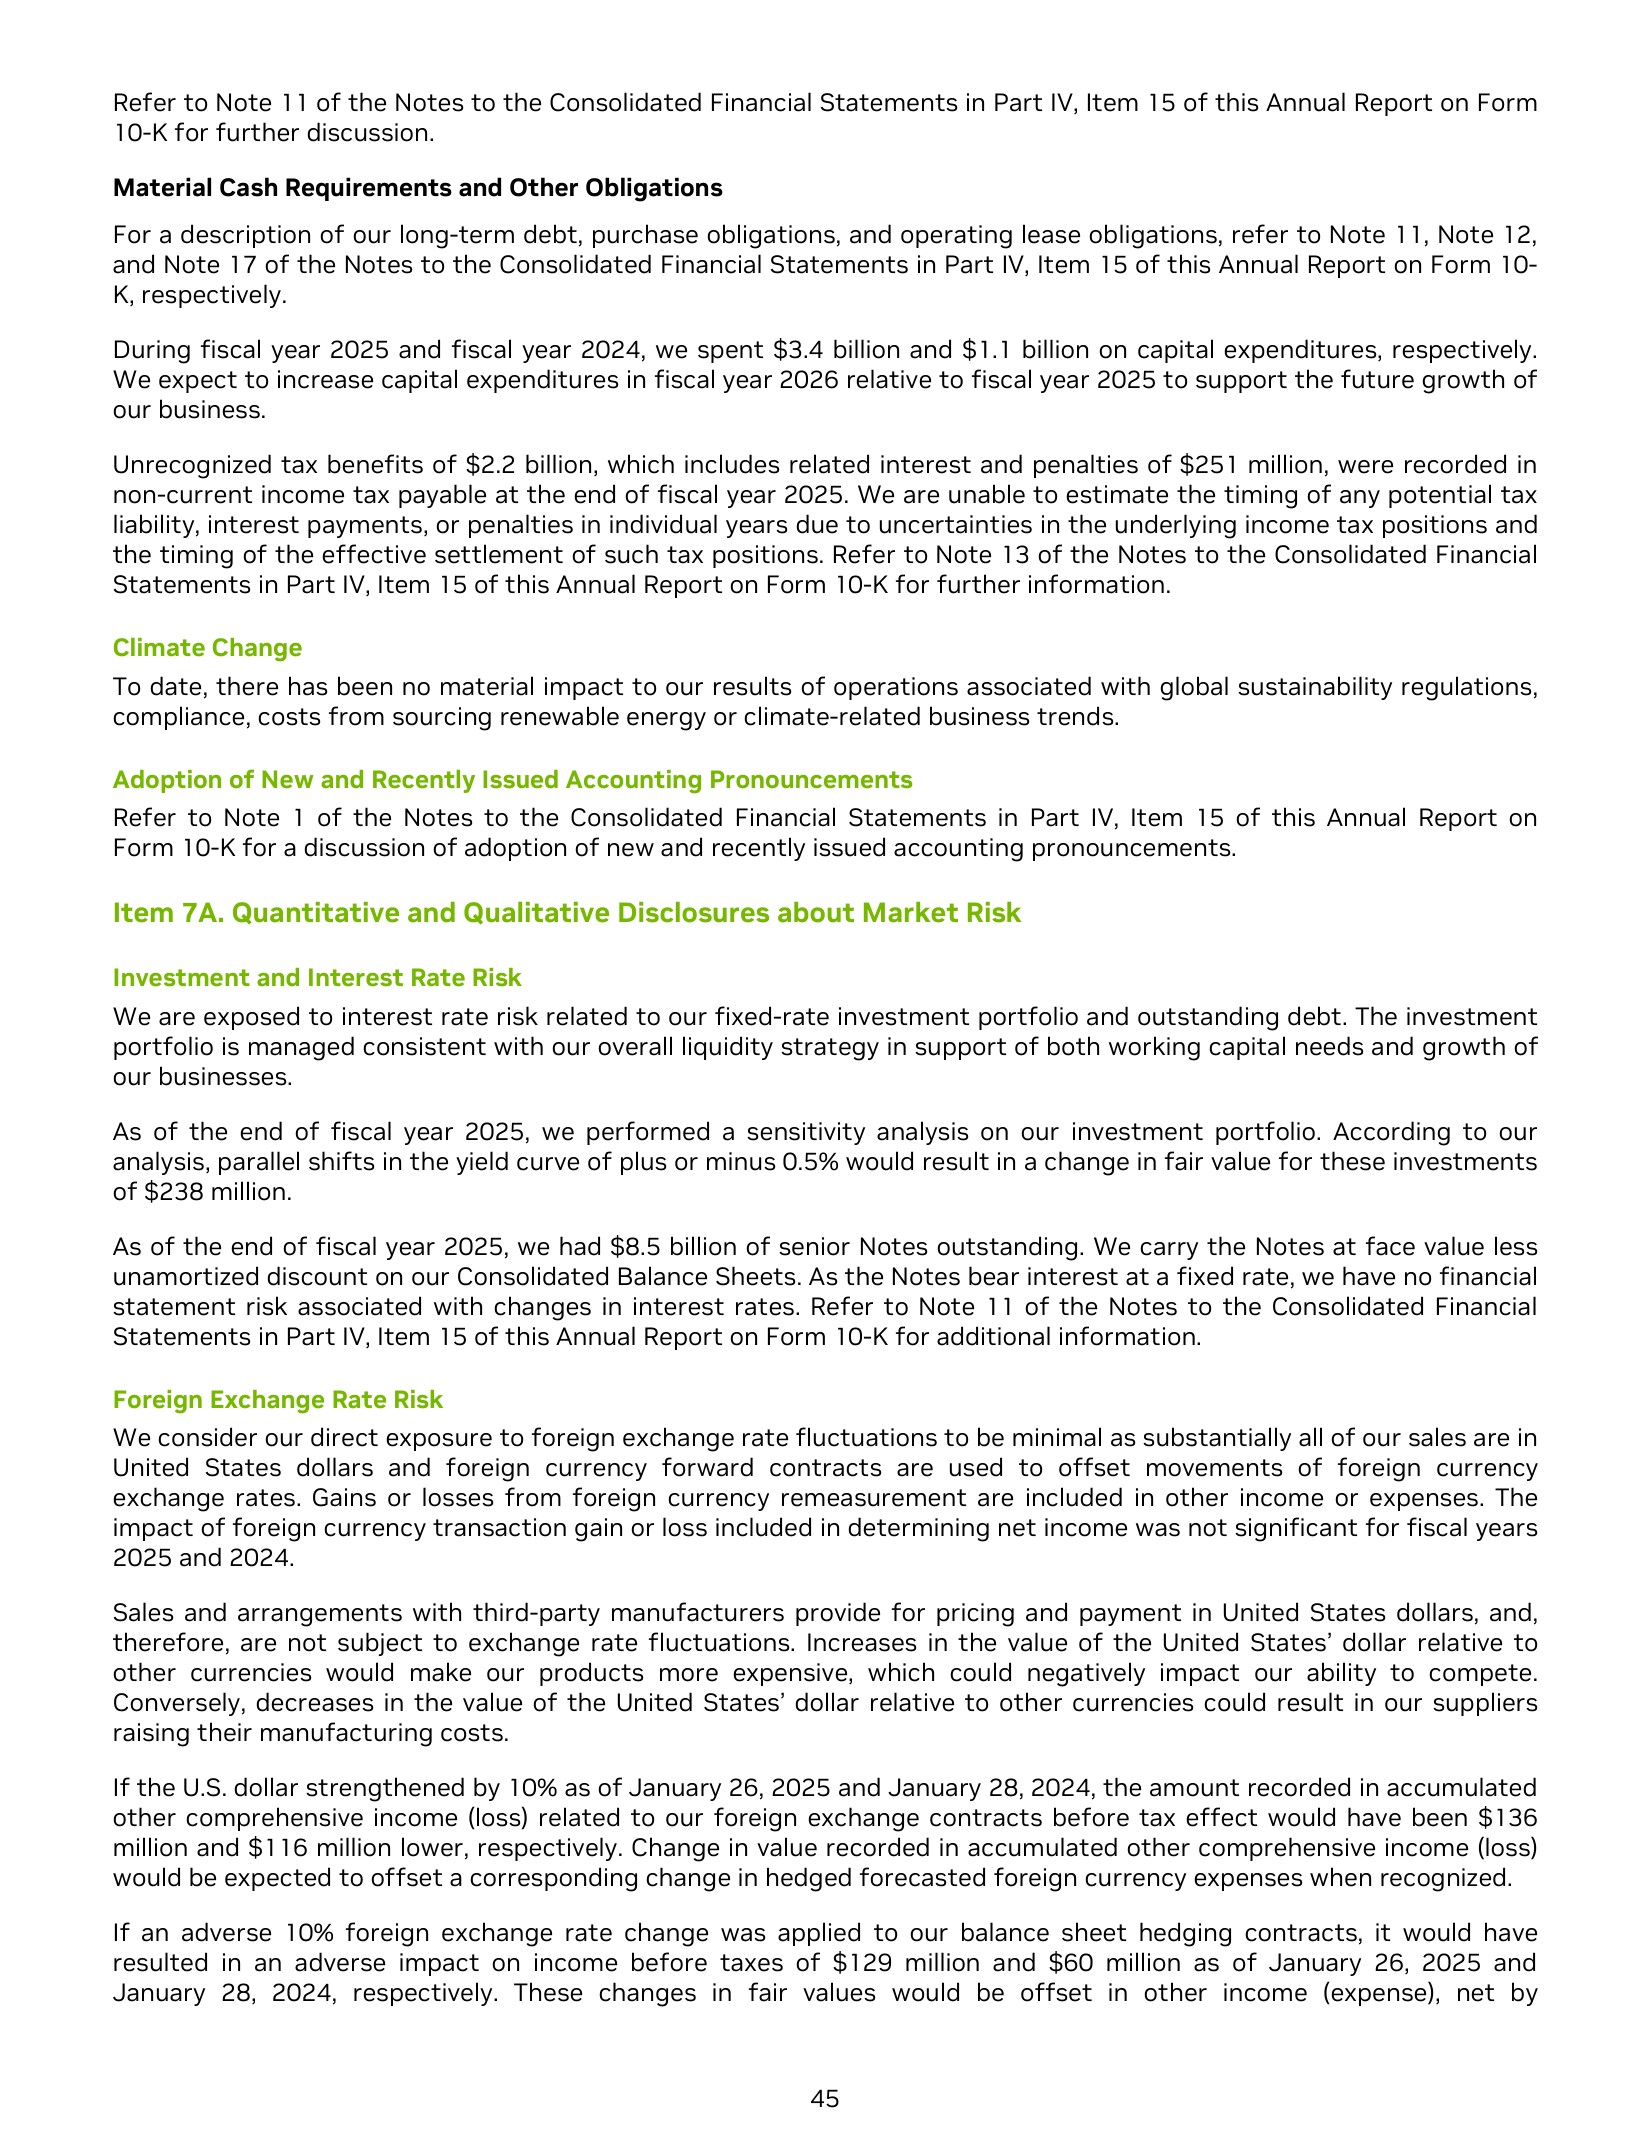 Refer to Note 11 of the Notes to the Consolidated Financial Statements in Part IV, Item 15 of this Annual Report on Form
10-K for further discussion.
Material Cash Requirements and Other Obligations
For a description of our long-term debt, purchase obligations, and operating lease obligations, refer to Note 11, Note 12,
and Note 17 of the Notes to the Consolidated Financial Statements in Part IV, Item 15 of this Annual Report on Form 10-
K, respectively.
During fiscal year 2025 and fiscal year 2024, we spent $3.4 billion and $1.1 billion on capital expenditures, respectively.
We expect to increase capital expenditures in fiscal year 2026 relative to fiscal year 2025 to support the future growth of
our business.
Unrecognized tax benefits of $2.2 billion, which includes related interest and penalties of $251 million, were recorded in
non-current income tax payable at the end of fiscal year 2025. We are unable to estimate the timing of any potential tax
liability, interest payments, or penalties in individual years due to uncertainties in the underlying income tax positions and
the timing of the effective settlement of such tax positions. Refer to Note 13 of the Notes to the Consolidated Financial
Statements in Part IV, Item 15 of this Annual Report on Form 10-K for further information.
Climate Change
To date, there has been no material impact to our results of operations associated with global sustainability regulations,
compliance, costs from sourcing renewable energy or climate-related business trends.
Adoption of New and Recently Issued Accounting Pronouncements
Refer to Note 1 of the Notes to the Consolidated Financial Statements in Part IV, Item 15 of this Annual Report on
Form 10-K for a discussion of adoption of new and recently issued accounting pronouncements.
Item 7A. Quantitative and Qualitative Disclosures about Market Risk
Investment and Interest Rate Risk
We are exposed to interest rate risk related to our fixed-rate investment portfolio and outstanding debt. The investment
portfolio is managed consistent with our overall liquidity strategy in support of both working capital needs and growth of
our businesses.
As of the end of fiscal year 2025, we performed a sensitivity analysis on our investment portfolio. According to our
analysis, parallel shifts in the yield curve of plus or minus 0.5% would result in a change in fair value for these investments
of $238 million.
As of the end of fiscal year 2025, we had $8.5 billion of senior Notes outstanding. We carry the Notes at face value less
unamortized discount on our Consolidated Balance Sheets. As the Notes bear interest at a fixed rate, we have no financial
statement risk associated with changes in interest rates. Refer to Note 11 of the Notes to the Consolidated Financial
Statements in Part IV, Item 15 of this Annual Report on Form 10-K for additional information.
Foreign Exchange Rate Risk
We consider our direct exposure to foreign exchange rate fluctuations to be minimal as substantially all of our sales are in
United States dollars and foreign currency forward contracts are used to offset movements of foreign currency
exchange rates. Gains or losses from foreign currency remeasurement are included in other income or expenses. The
impact of foreign currency transaction gain or loss included in determining net income was not significant for fiscal years
2025 and 2024.
Sales and arrangements with third-party manufacturers provide for pricing and payment in United States dollars, and,
therefore, are not subject to exchange rate fluctuations. Increases in the value of the United States’ dollar relative to
other currencies would make our products more expensive, which could negatively impact our ability to compete.
Conversely, decreases in the value of the United States’ dollar relative to other currencies could result in our suppliers
raising their manufacturing costs.
If the U.S. dollar strengthened by 10% as of January 26, 2025 and January 28, 2024, the amount recorded in accumulated
other comprehensive income (loss) related to our foreign exchange contracts before tax effect would have been $136
million and $116 million lower, respectively. Change in value recorded in accumulated other comprehensive income (loss)
would be expected to offset a corresponding change in hedged forecasted foreign currency expenses when recognized.
If an adverse 10% foreign exchange rate change was applied to our balance sheet hedging contracts, it would have
resulted in an adverse impact on income before taxes of $129 million and $60 million as of January 26, 2025 and
January 28, 2024, respectively. These changes in fair values would be offset in other income (expense), net by
45